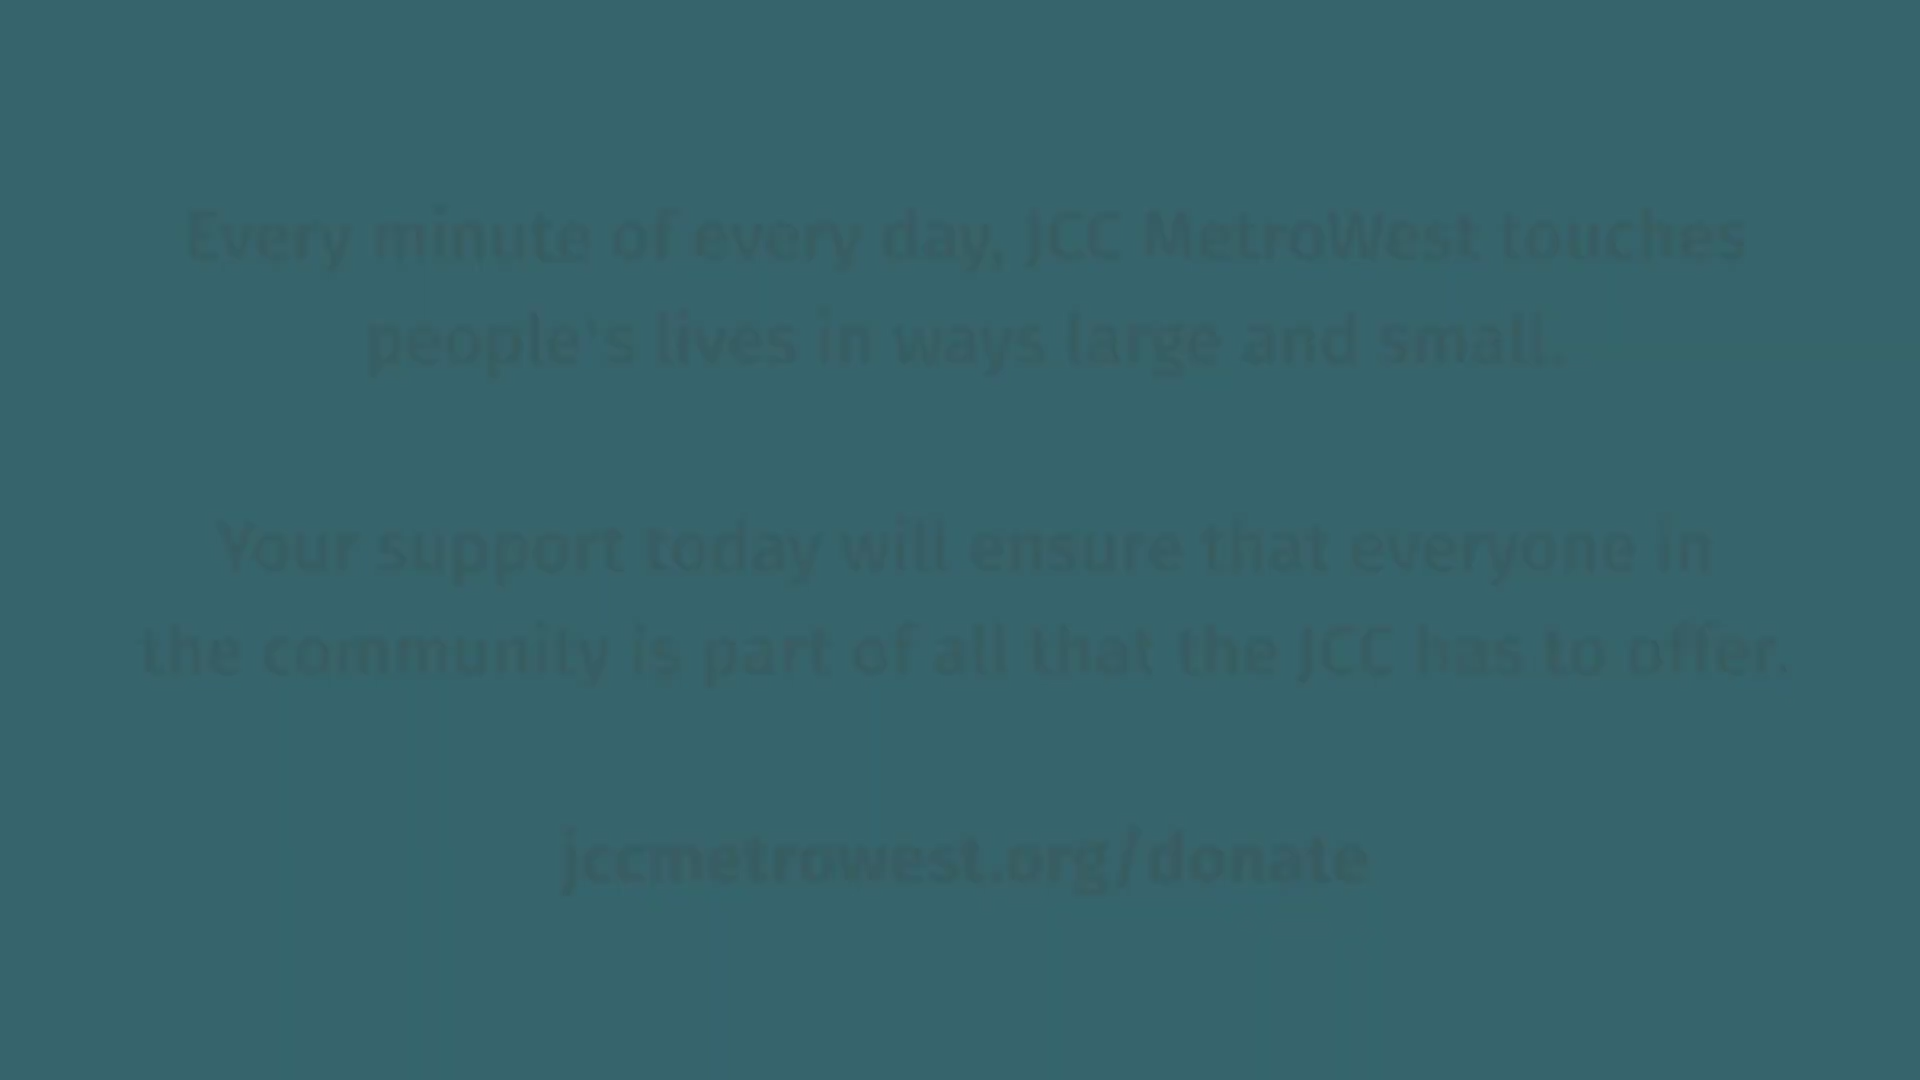 Every minute of every day, JCC MetroWest touches
people's lives in ways large and small.
Your support today will ensure that everyone in
the community is part of all that the JCC has to offer.
jccmetrowest.org/donate